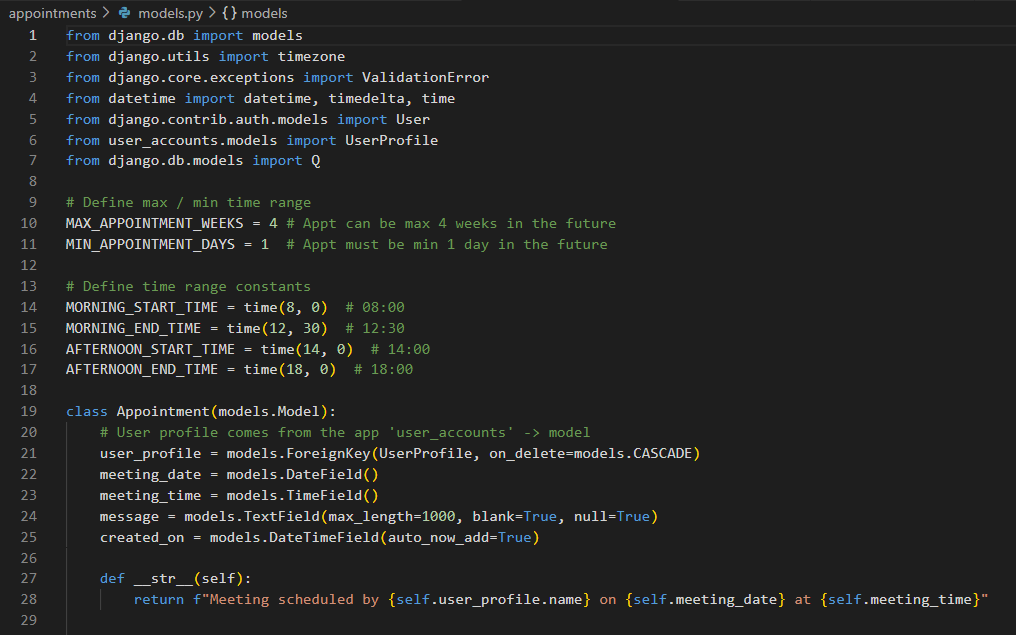 appointments > models.py > {} models
1 from django.db import models
2 from django.utils import timezone
3 from django.core.exceptions import ValidationError
4 from datetime import datetime, timedelta, time
5 from django.contrib.auth.models import User
6 from user_accounts.models import UserProfile
7 from django.db.models import Q
8
9 # Define max / min time range
10 MAX_APPOINTMENT_WEEKS = 4 # Appt can be max 4 weeks in the future
11 MIN_APPOINTMENT_DAYS = 1  # Appt must be min 1 day in the future
12
13 # Define time range constants
14 MORNING_START_TIME = time(8, 0)  # 08:00
15 MORNING_END_TIME = time(12, 30)  # 12:30
16 AFTERNOON_START_TIME = time(14, 0)  # 14:00
17 AFTERNOON_END_TIME = time(18, 0)  # 18:00
18
19 class Appointment(models.Model):
20     # User profile comes from the app 'user_accounts' -> model
21     user_profile = models.ForeignKey(UserProfile, on_delete=models.CASCADE)
22     meeting_date = models.DateField()
23     meeting_time = models.TimeField()
24     message = models.TextField(max_length=1000, blank=True, null=True)
25     created_on = models.DateTimeField(auto_now_add=True)
26
27     def __str__(self):
28         return f"Meeting scheduled by {self.user_profile.name} on {self.meeting_date} at {self.meeting_time}"
29